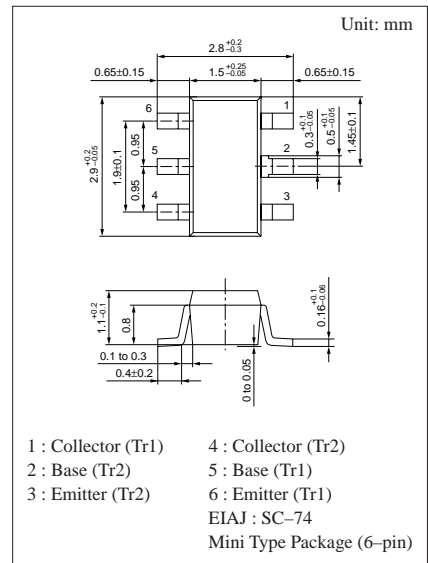 Unit: mm
2.8 +0.2 –0.3
0.65±0.15 1.5 +0.25 –0.05 0.65±0.15
6 1
5 2
4 3
2.9 +0.2 –0.05
1.9±0.1
0.95
0.95
0.3 +0.1 –0.05
0.5 +0.1 –0.05
1.45±0.1
1.1 +0.2 –0.1
0.8
0.16 +0.1 –0.06
0.1 to 0.3
0.4±0.2
0 to 0.05
1 : Collector (Tr1) 4 : Collector (Tr2)
2 : Base (Tr2) 5 : Base (Tr1)
3 : Emitter (Tr2) 6 : Emitter (Tr1)
EIAJ : SC–74
Mini Type Package (6–pin)